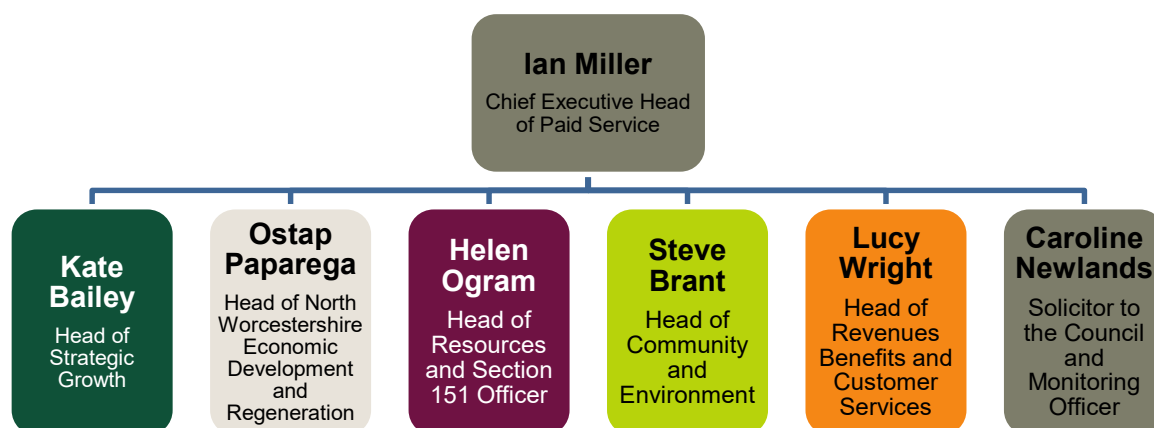 Ian Miller
Chief Executive Head
of Paid Service
Kate
Bailey
Head of
Strategic
Growth
Ostap
Paparega
Head of North
Worcestershire
Economic
Development
and
Regeneration
Helen
Ogram
Head of
Resources
and Section
151 Officer
Steve
Brant
Head of
Community
and
Environment
Lucy
Wright
Head of
Revenues
Benefits and
Customer
Services
Caroline
Newlands
Solicitor to
the Council
and
Monitoring
Officer